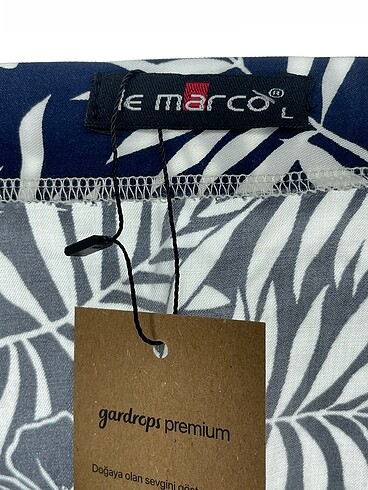 le marco®
L
gardrops premium
Doğaya olan sevgini göst